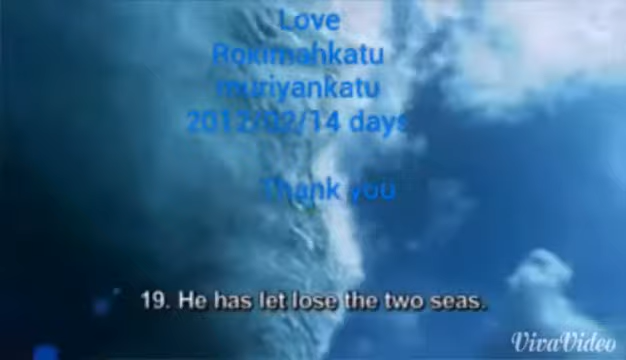 Love
Rokimahkatu
muriyankatu
2012/02/14 days
Thank you
19. He has let lose the two seas.
VivaVideo